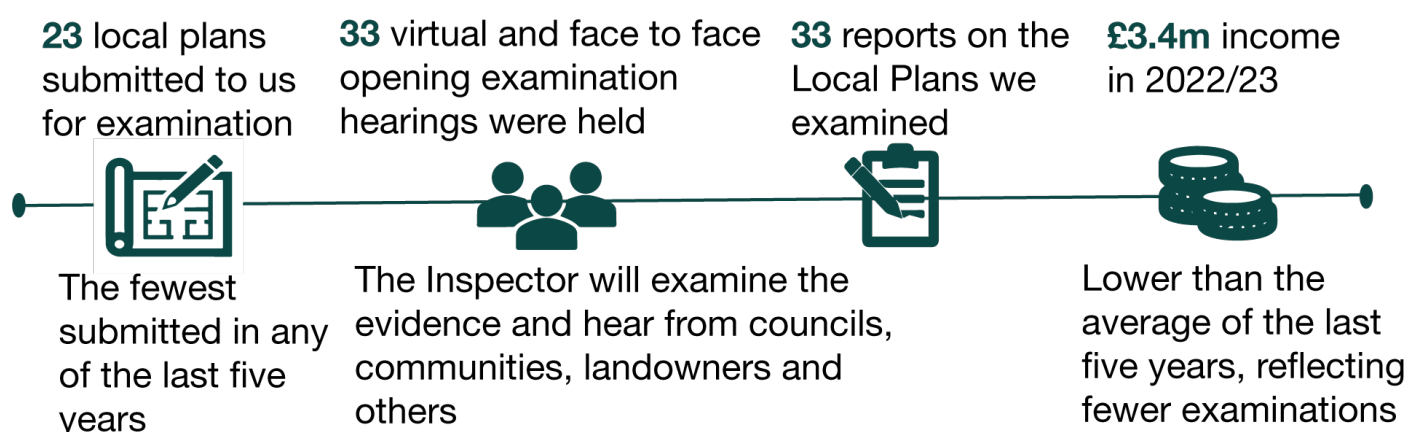 23 local plans
submitted to us
for examination
33 virtual and face to face
opening examination
hearings were held
33 reports on the
Local Plans we
examined
£3.4m income
in 2022/23
The fewest
submitted in any
of the last five
years
The Inspector will examine the
evidence and hear from councils,
communities, landowners and
others
Lower than the
average of the last
five years, reflecting
fewer examinations